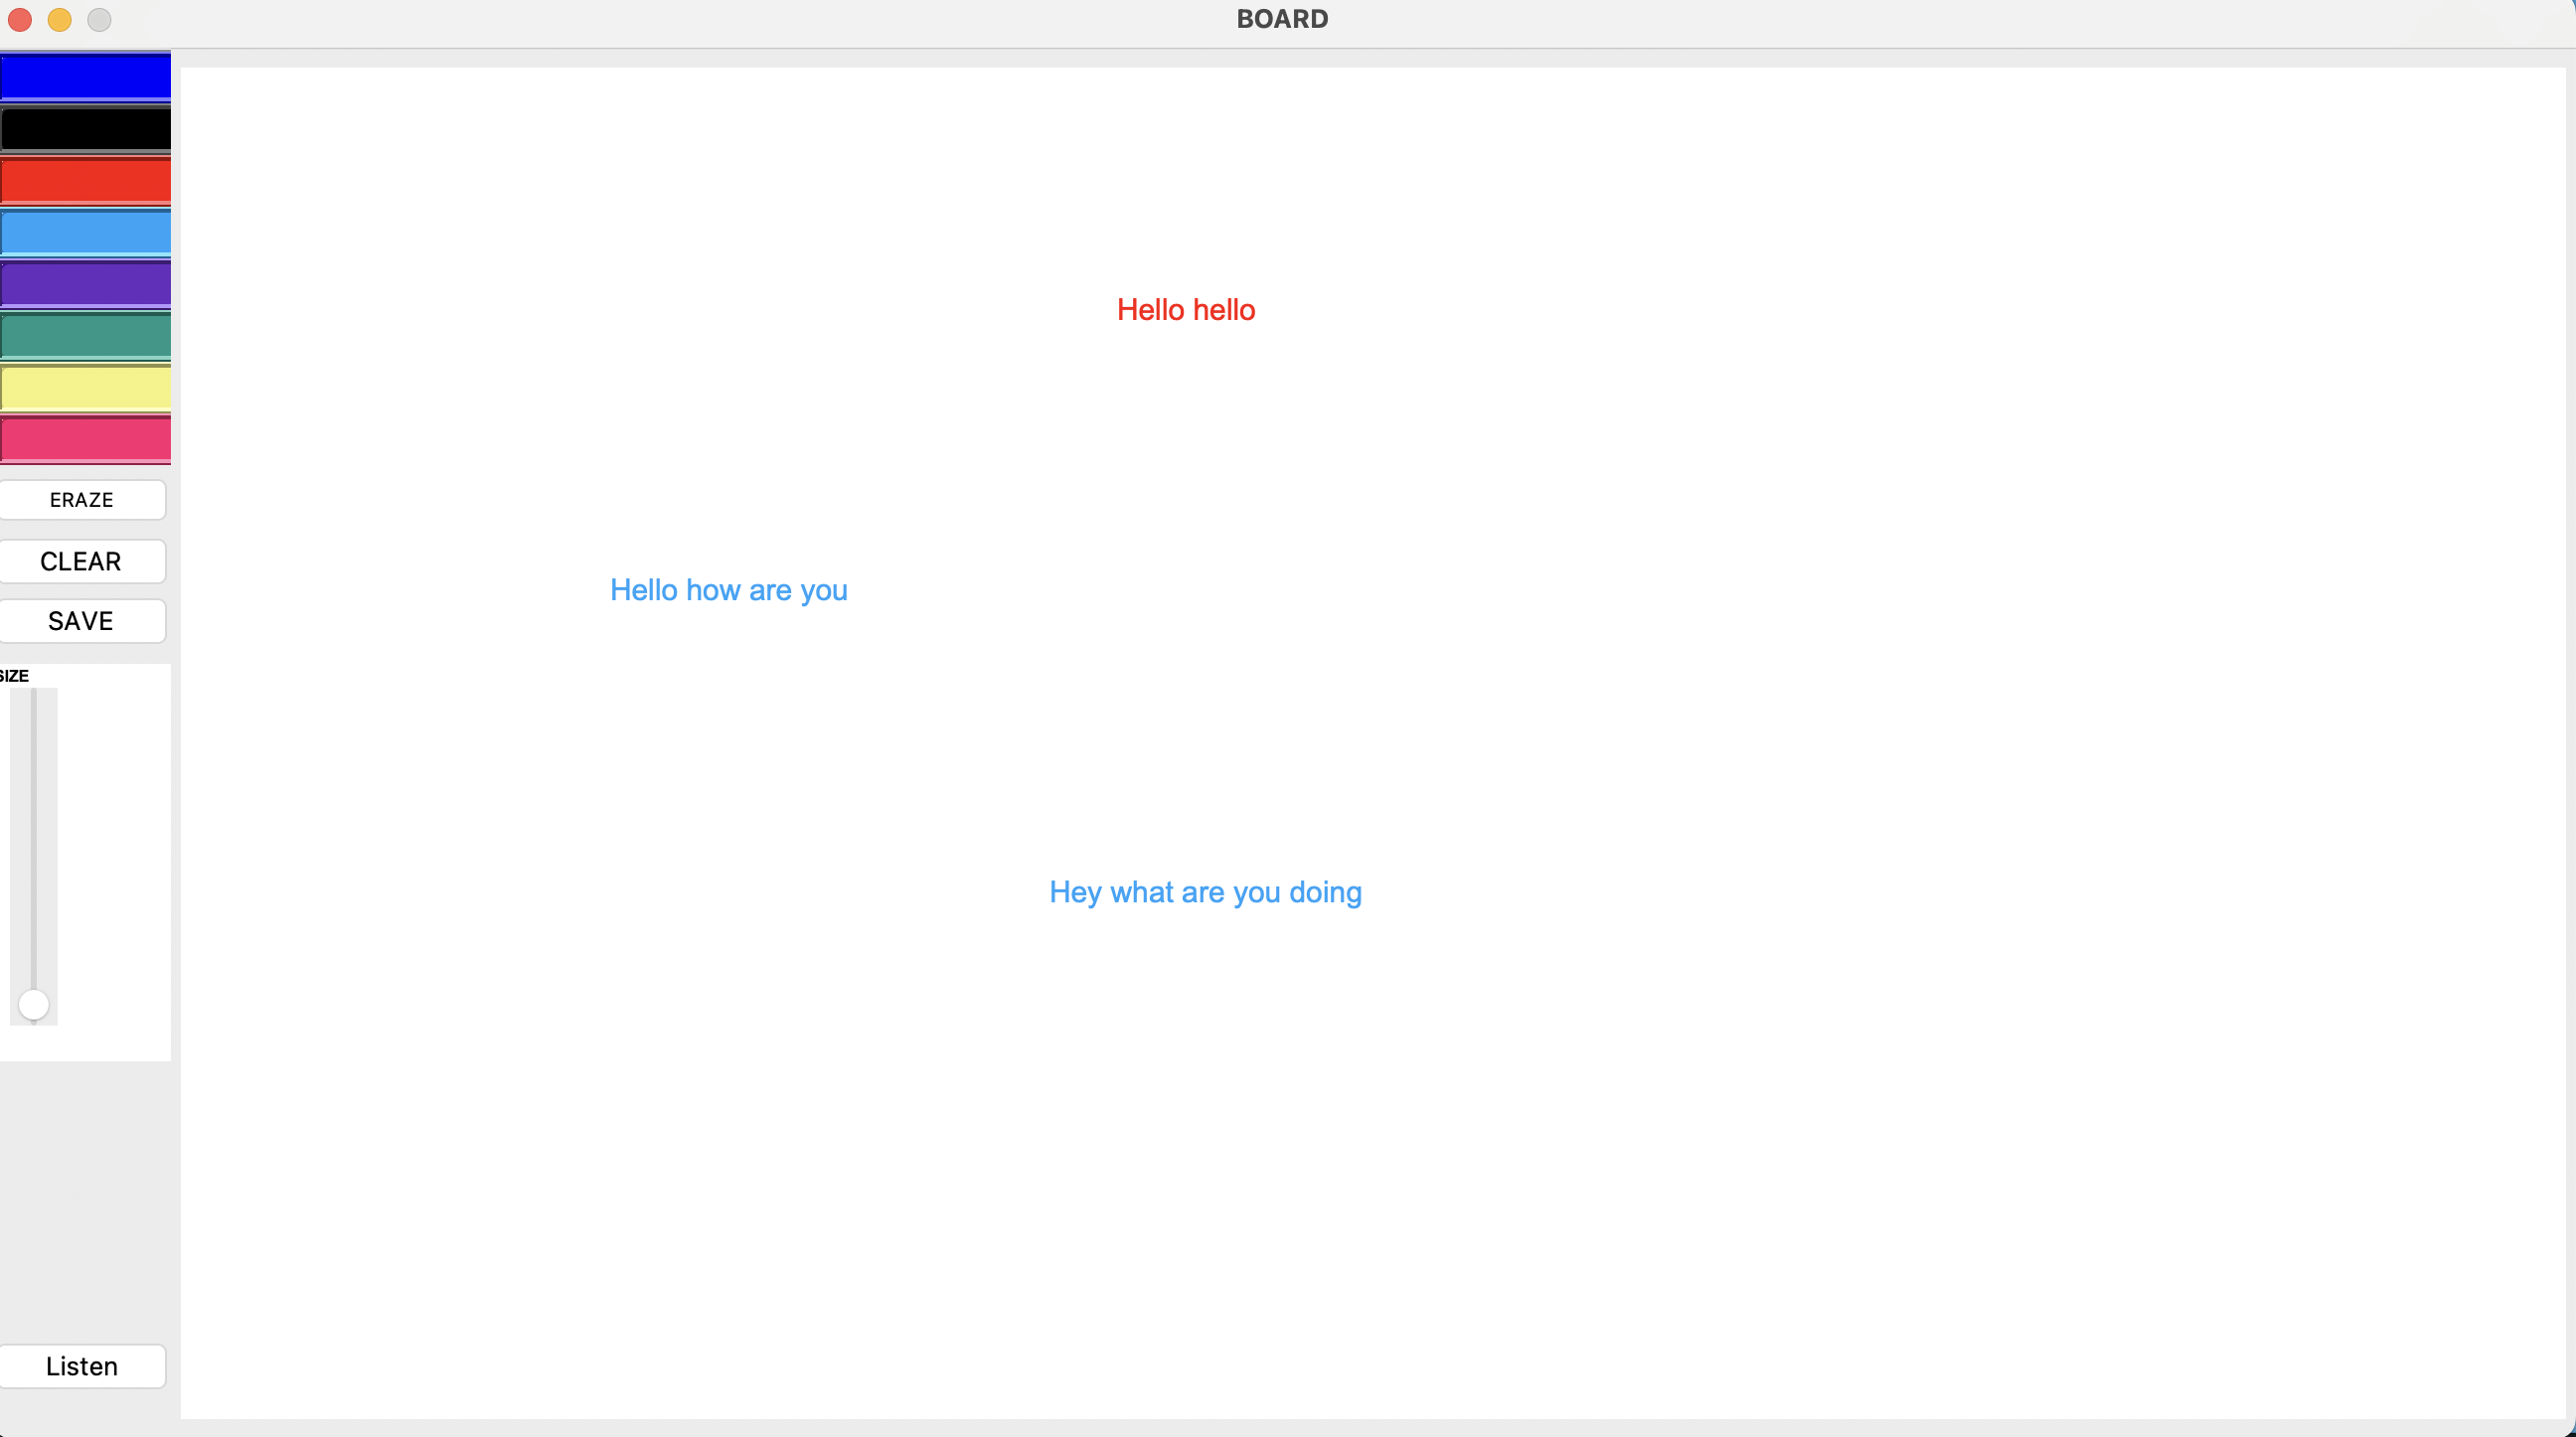 BOARD
ERAZE
CLEAR
SAVE
SIZE
Listen
Hello hello
Hello how are you
Hey what are you doing